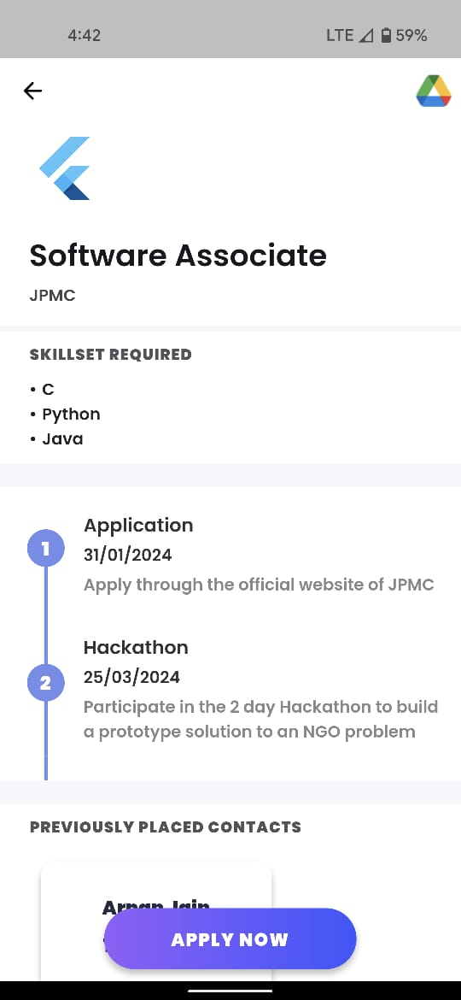 4:42 LTE 59%
Software Associate
JPMC
SKILLSET REQUIRED
• C
• Python
• Java
1 Application
31/01/2024
Apply through the official website of JPMC
2 Hackathon
25/03/2024
Participate in the 2 day Hackathon to build
a prototype solution to an NGO problem
PREVIOUSLY PLACED CONTACTS
Arpan Jain
APPLY NOW